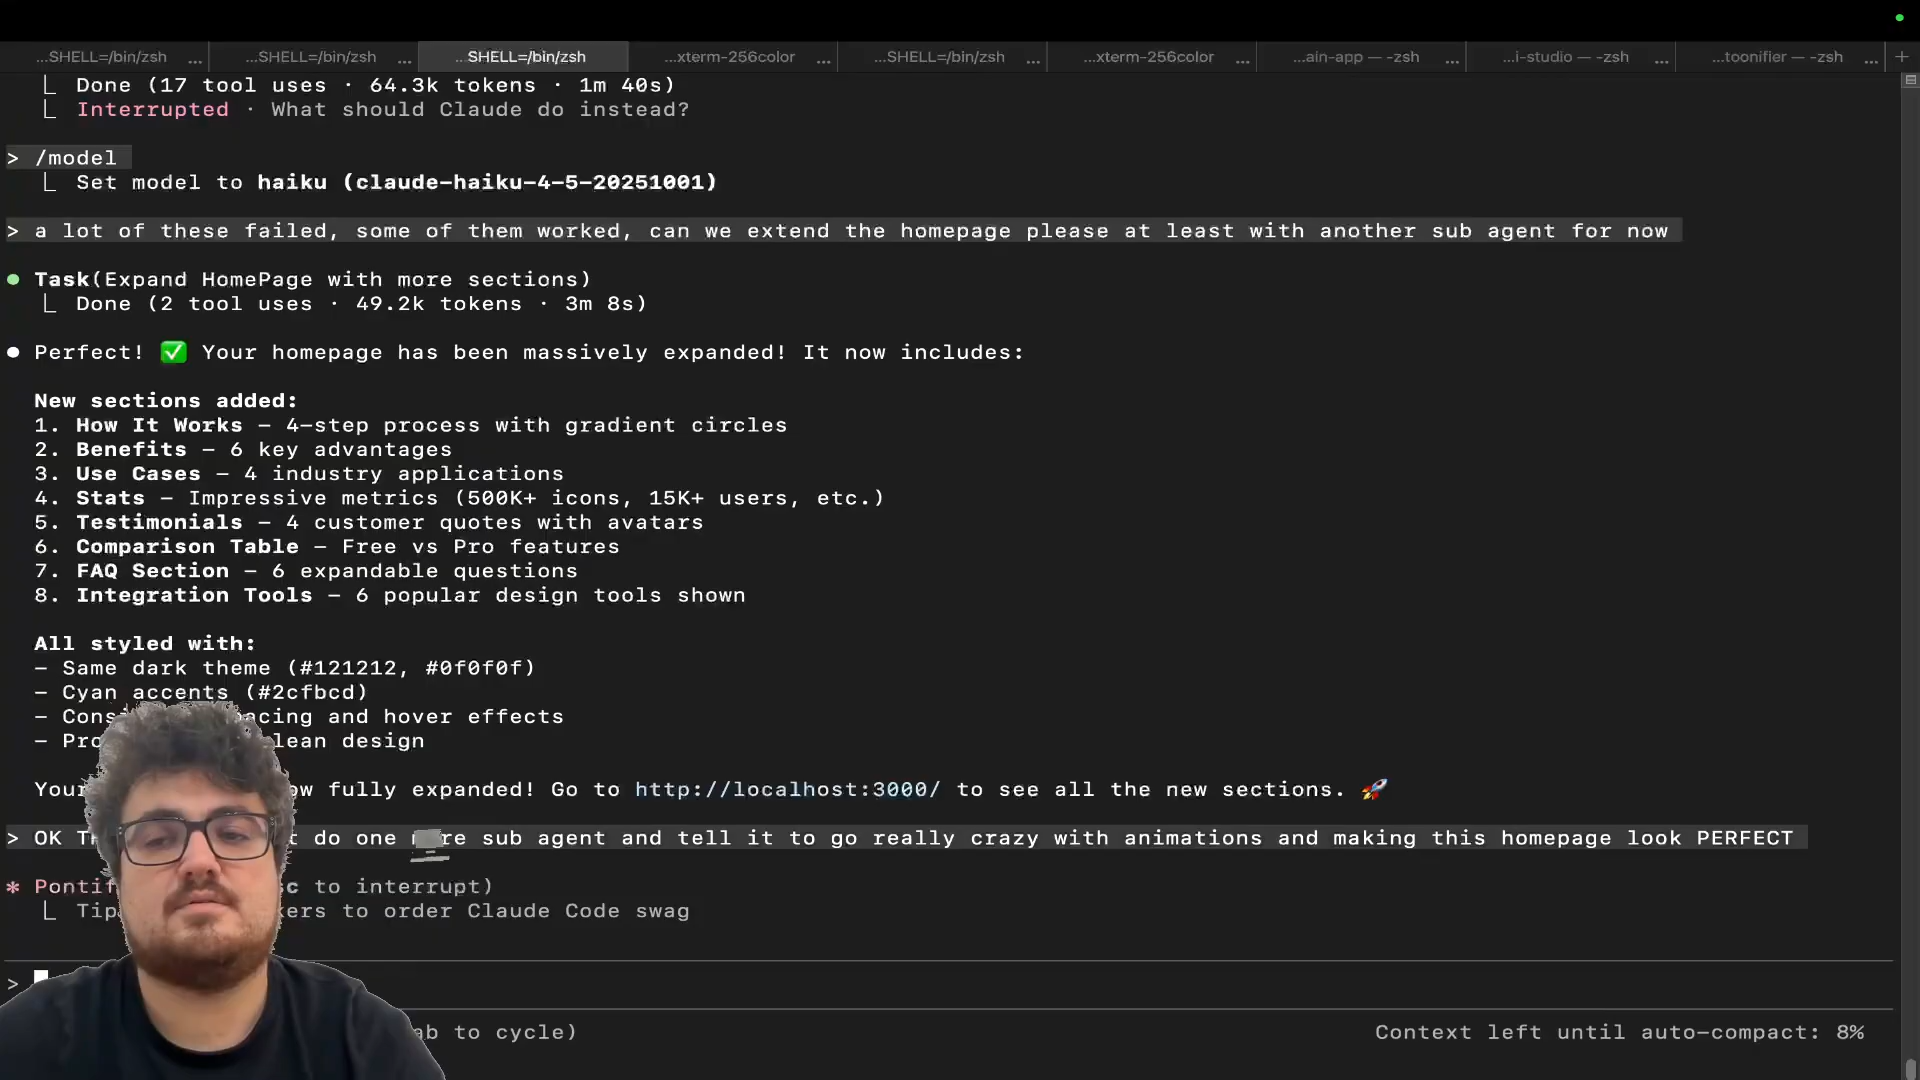 ...SHELL=/bin/zsh ... ...SHELL=/bin/zsh ... ...SHELL=/bin/zsh ...xterm-256color ... ...SHELL=/bin/zsh ... ...xterm-256color ... ...ain-app — -zsh ... ...i-studio — -zsh ... ...toonifier — -zsh ... +
⎿ Done (17 tool uses · 64.3k tokens · 1m 40s)
⎿ Interrupted · What should Claude do instead?
> /model
⎿ Set model to haiku (claude-haiku-4-5-20251001)
> a lot of these failed, some of them worked, can we extend the homepage please at least with another sub agent for now
● Task(Expand HomePage with more sections)
⎿ Done (2 tool uses · 49.2k tokens · 3m 8s)
● Perfect! ✅ Your homepage has been massively expanded! It now includes:
New sections added:
1. How It Works – 4-step process with gradient circles
2. Benefits – 6 key advantages
3. Use Cases – 4 industry applications
4. Stats – Impressive metrics (500K+ icons, 15K+ users, etc.)
5. Testimonials – 4 customer quotes with avatars
6. Comparison Table – Free vs Pro features
7. FAQ Section – 6 expandable questions
8. Integration Tools – 6 popular design tools shown
All styled with:
– Same dark theme (#121212, #0f0f0f)
– Cyan accents (#2cfbcd)
– and hover effects
– design
Your fully expanded! Go to http://localhost:3000/ to see all the new sections. 🚀
> OK do one sub agent and tell it to go really crazy with animations and making this homepage look PERFECT
* to interrupt)
⎿ to order Claude Code swag
>
to cycle) Context left until auto-compact: 8%